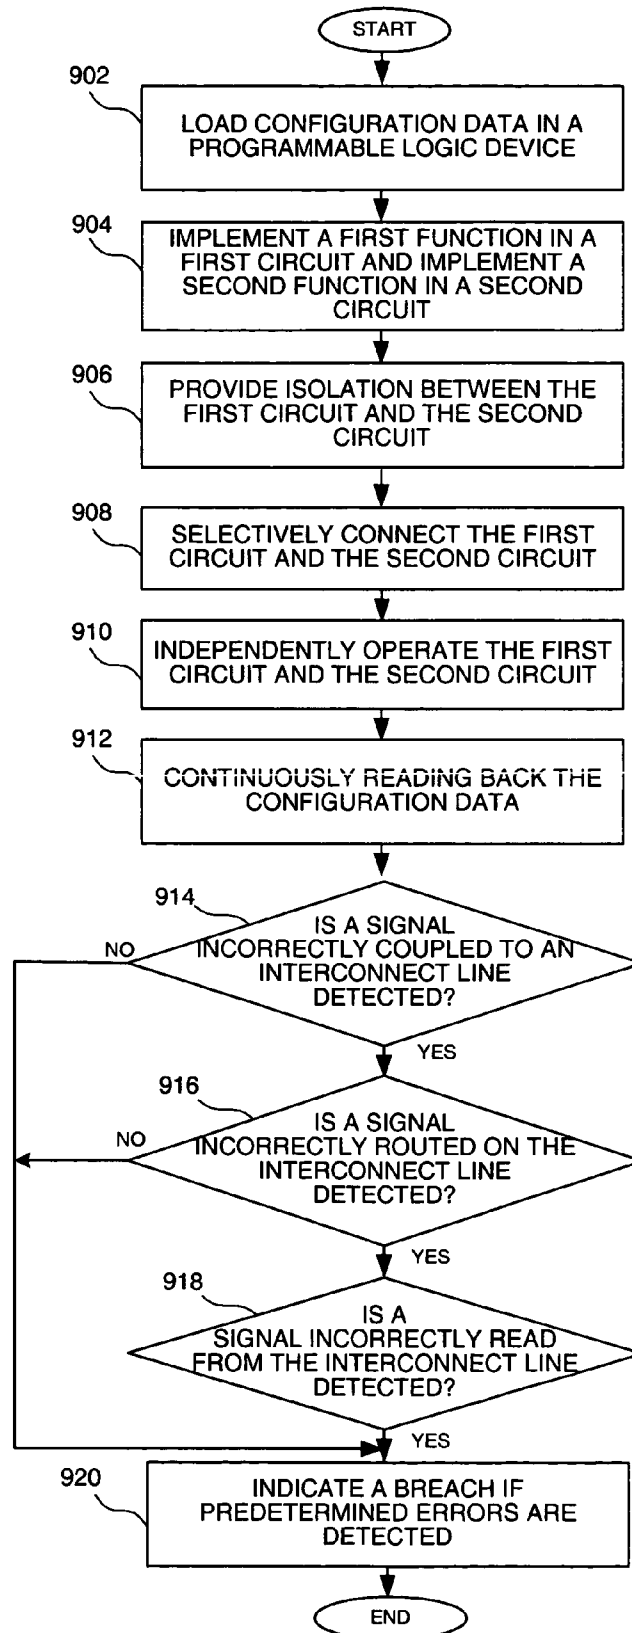 START
902
LOAD CONFIGURATION DATA IN A
PROGRAMMABLE LOGIC DEVICE
904
IMPLEMENT A FIRST FUNCTION IN A
FIRST CIRCUIT AND IMPLEMENT A
SECOND FUNCTION IN A SECOND
CIRCUIT
906
PROVIDE ISOLATION BETWEEN THE
FIRST CIRCUIT AND THE SECOND
CIRCUIT
908
SELECTIVELY CONNECT THE FIRST
CIRCUIT AND THE SECOND CIRCUIT
910
INDEPENDENTLY OPERATE THE FIRST
CIRCUIT AND THE SECOND CIRCUIT
912
CONTINUOUSLY READING BACK THE
CONFIGURATION DATA
914
NO
IS A SIGNAL
INCORRECTLY COUPLED TO AN
INTERCONNECT LINE
DETECTED?
YES
916
NO
IS A SIGNAL
INCORRECTLY ROUTED ON THE
INTERCONNECT LINE
DETECTED?
YES
918
IS A
SIGNAL INCORRECTLY READ
FROM THE INTERCONNECT LINE
DETECTED?
YES
920
INDICATE A BREACH IF
PREDETERMINED ERRORS ARE
DETECTED
END